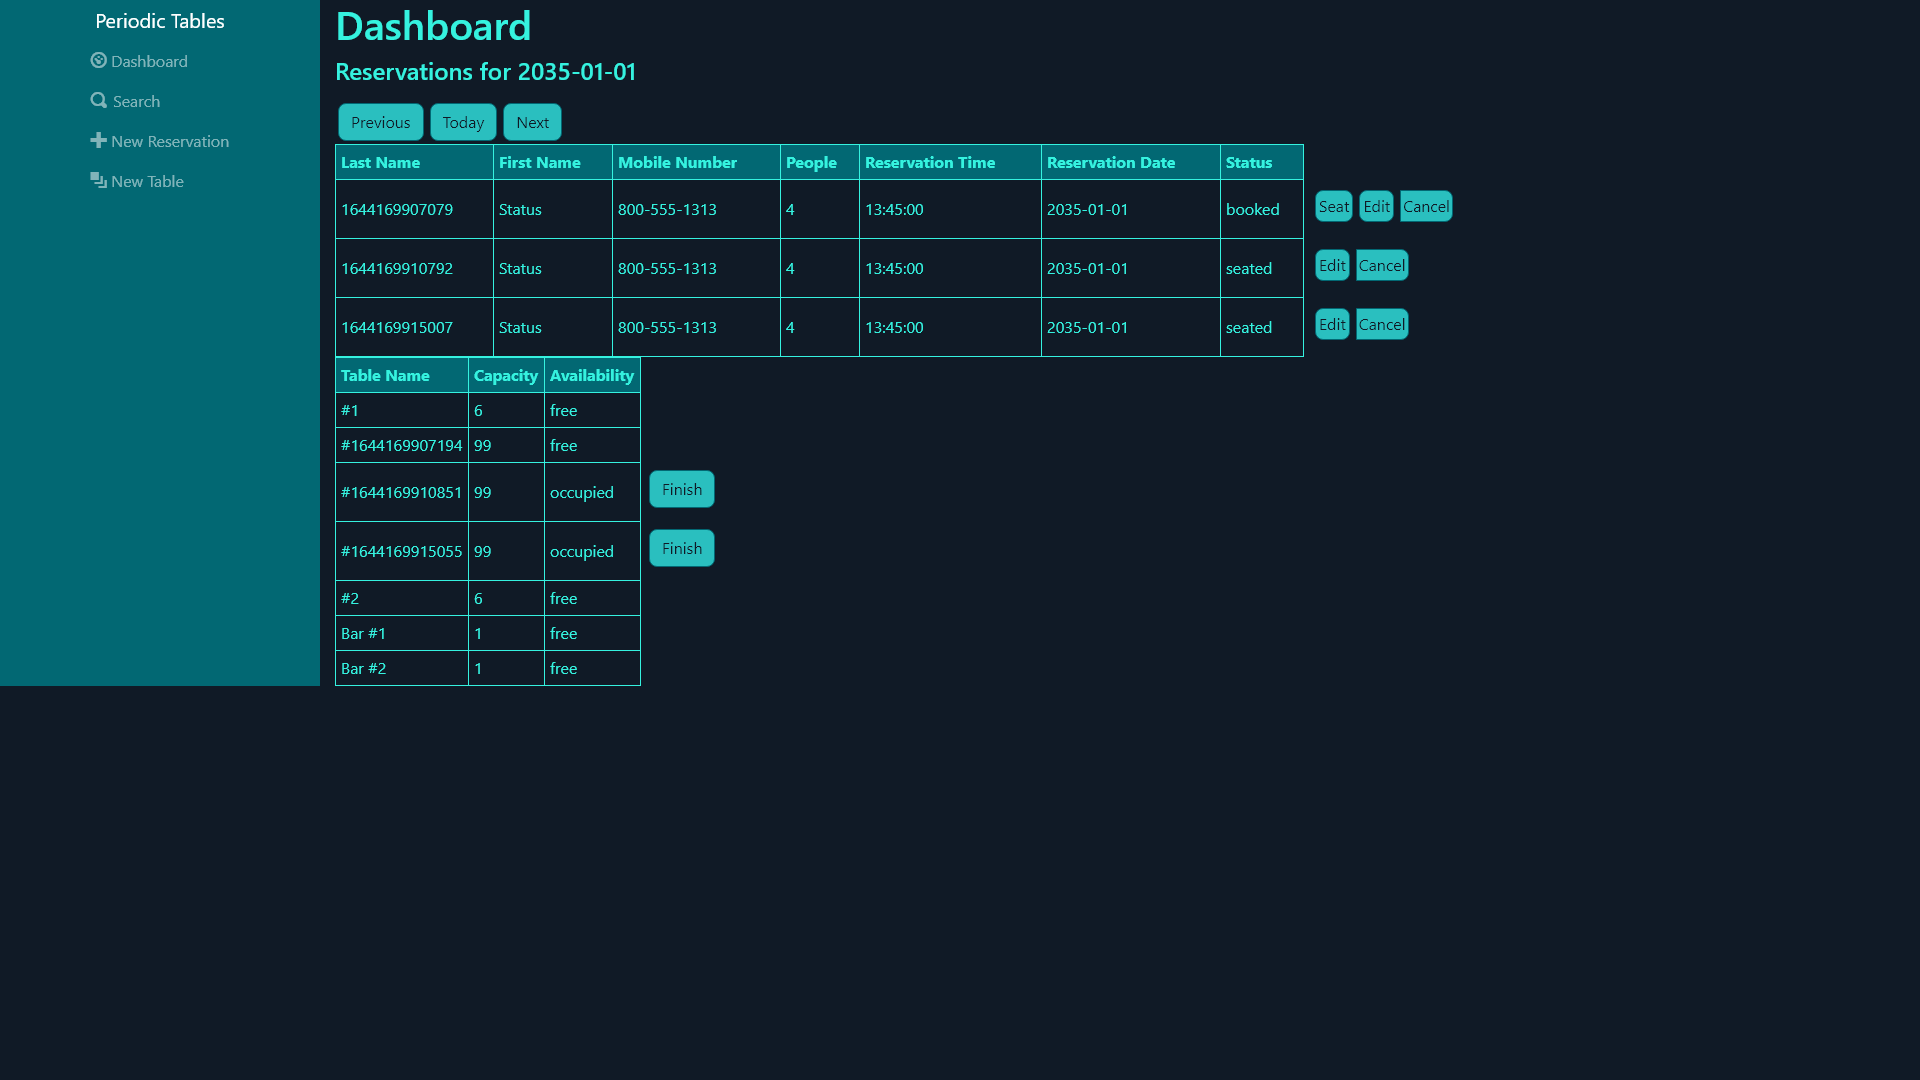 Periodic Tables
Dashboard
Search
New Reservation
New Table
Dashboard
Reservations for 2035-01-01
Previous Today Next
Last Name First Name Mobile Number People Reservation Time Reservation Date Status
1644169907079 Status 800-555-1313 4 13:45:00 2035-01-01 booked Seat Edit Cancel
1644169910792 Status 800-555-1313 4 13:45:00 2035-01-01 seated Edit Cancel
1644169915007 Status 800-555-1313 4 13:45:00 2035-01-01 seated Edit Cancel
Table Name Capacity Availability
#1 6 free
#1644169907194 99 free
#1644169910851 99 occupied Finish
#1644169915055 99 occupied Finish
#2 6 free
Bar #1 1 free
Bar #2 1 free